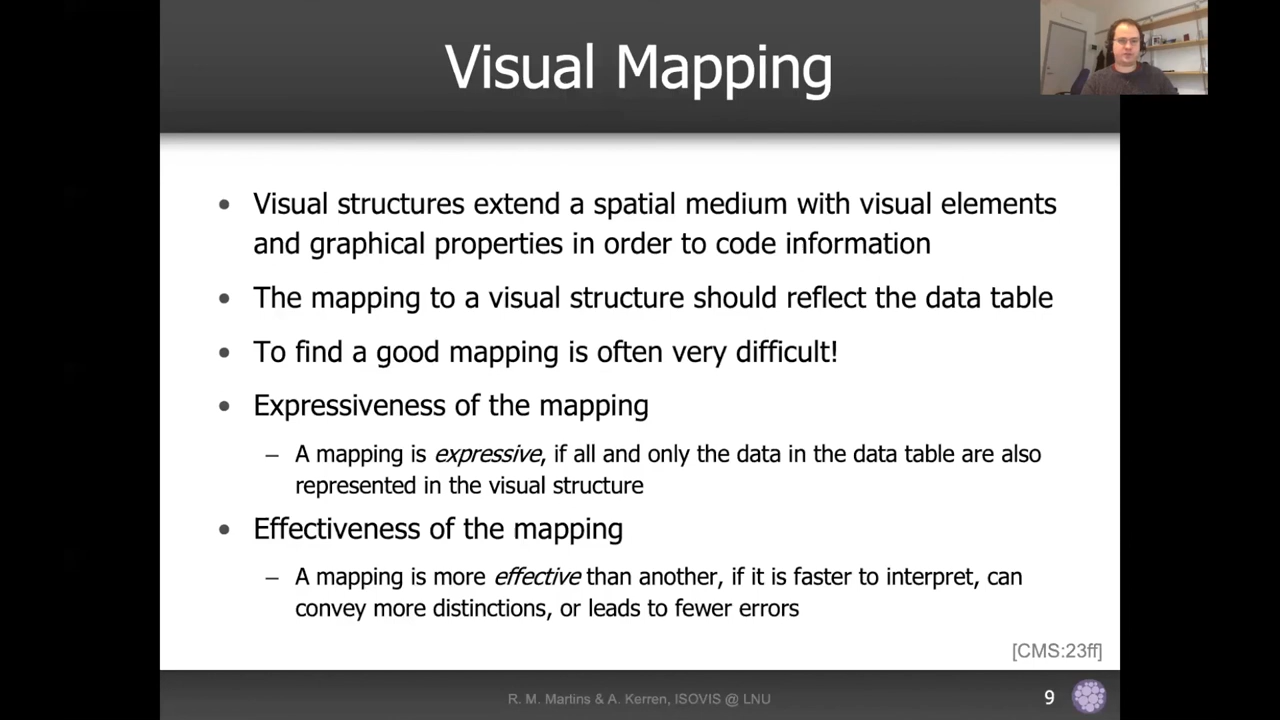 Visual Mapping
• Visual structures extend a spatial medium with visual elements
and graphical properties in order to code information
• The mapping to a visual structure should reflect the data table
• To find a good mapping is often very difficult!
• Expressiveness of the mapping
– A mapping is expressive, if all and only the data in the data table are also
represented in the visual structure
• Effectiveness of the mapping
– A mapping is more effective than another, if it is faster to interpret, can
convey more distinctions, or leads to fewer errors
[CMS:23ff]
R. M. Martins & A. Kerren, ISOVIS @ LNU
9